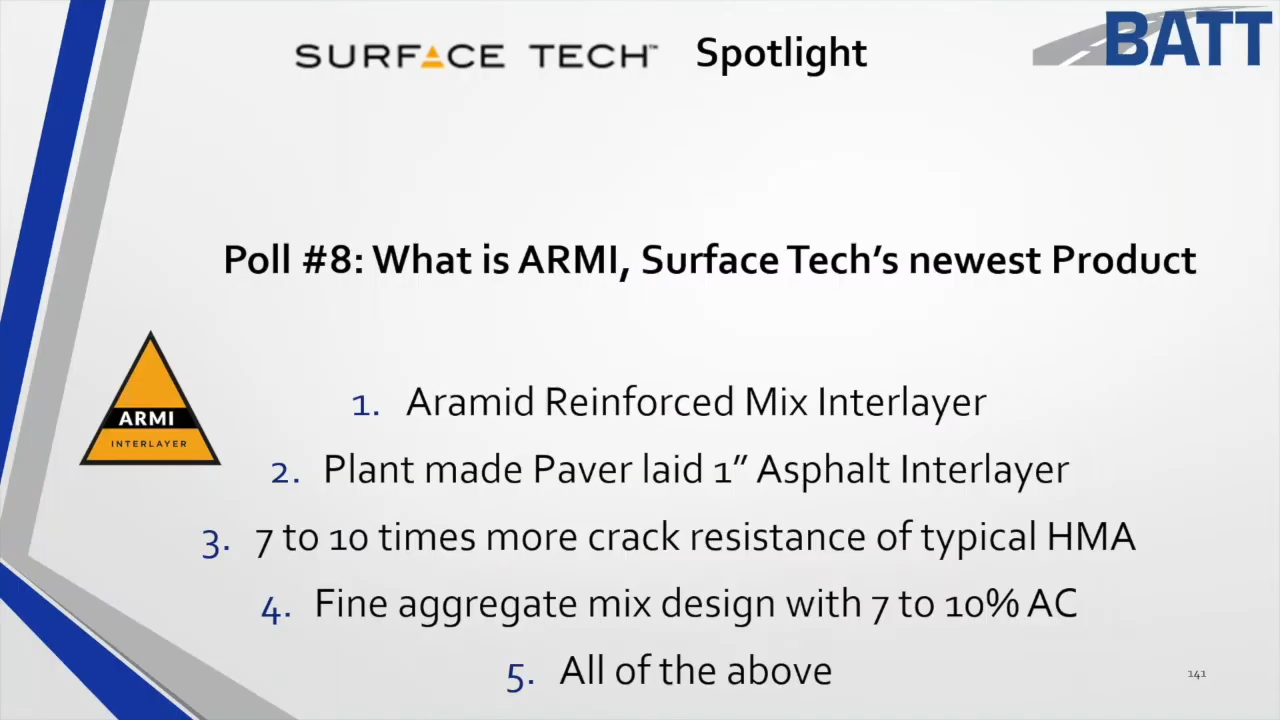 SURFACE TECH™ Spotlight
BATT
Poll #8: What is ARMI, Surface Tech's newest Product
ARMI
INTERLAYER
1. Aramid Reinforced Mix Interlayer
2. Plant made Paver laid 1” Asphalt Interlayer
3. 7 to 10 times more crack resistance of typical HMA
4. Fine aggregate mix design with 7 to 10% AC
5. All of the above
141